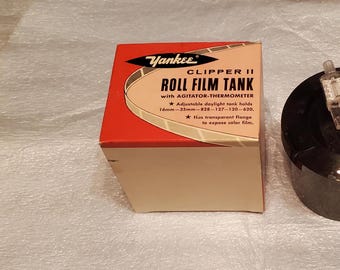 Yankee
CLIPPER II
ROLL FILM TANK
with AGITATOR-THERMOMETER
★ Adjustable daylight tank holds
16mm-35mm-828-127-120-620.
★ Has transparent flange
to expose color film.